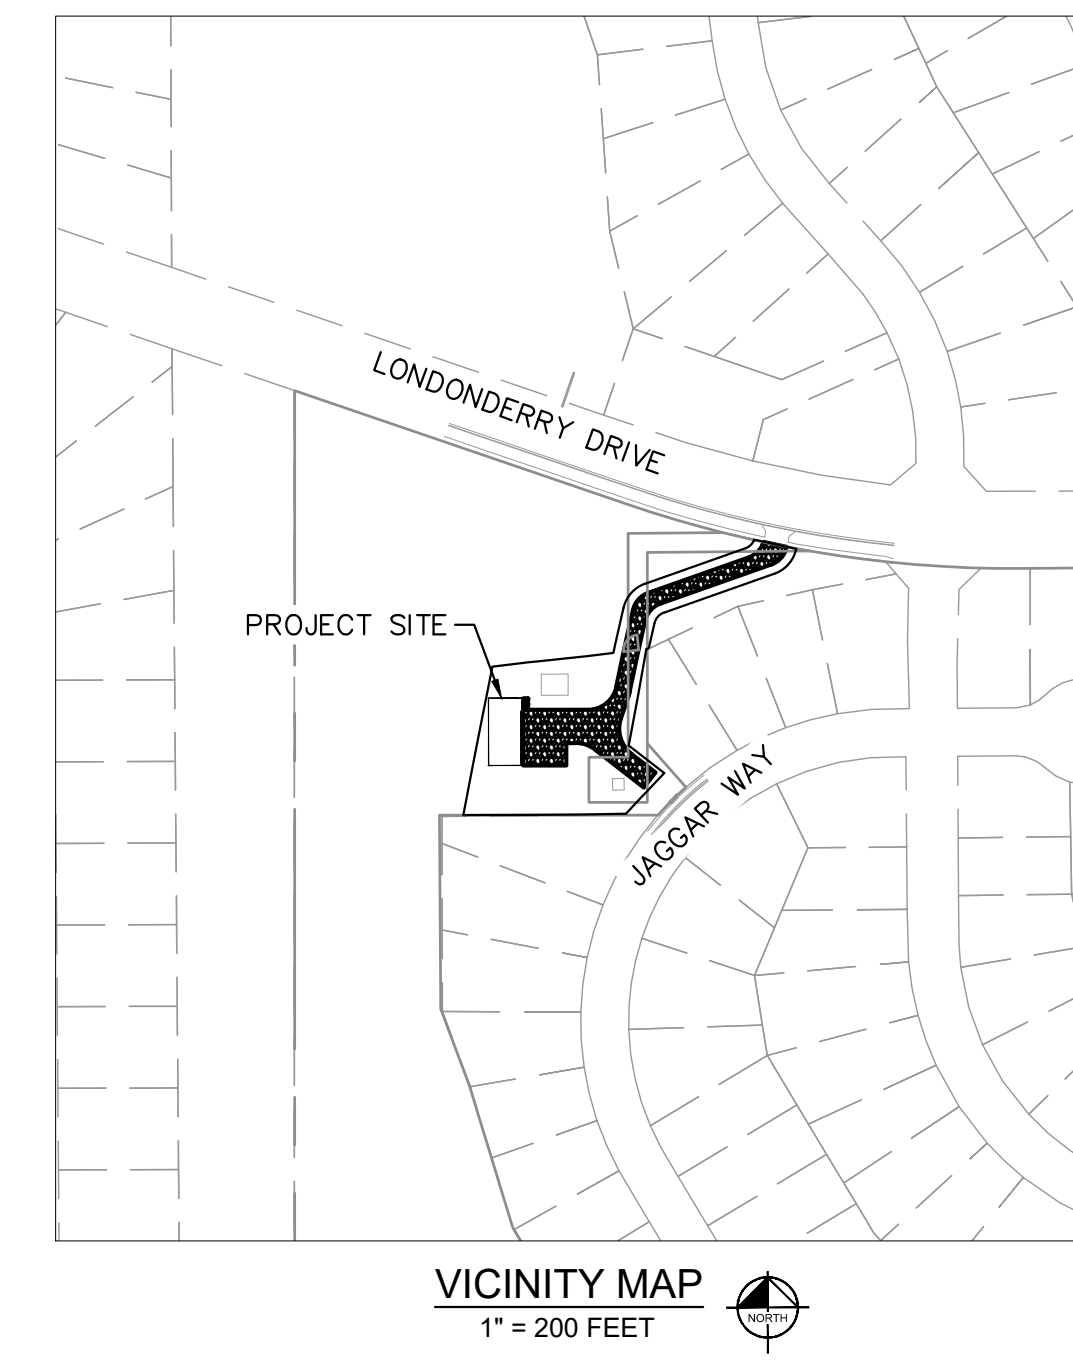 LONDONDERRY DRIVE
PROJECT SITE
JAGGAR WAY
VICINITY MAP
1" = 200 FEET
NORTH